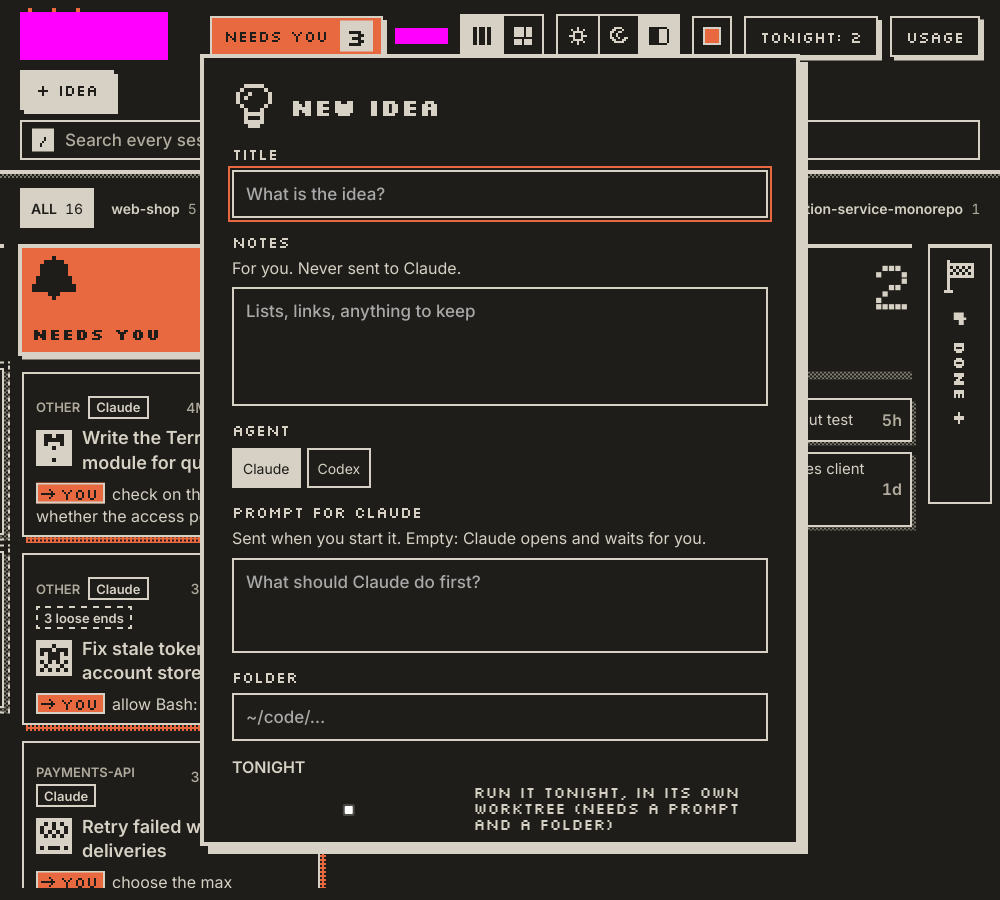 NEEDS YOU 3
TONIGHT: 2
USAGE
+ IDEA
/ Search every ses
ALL 16
web-shop 5
tion-service-monorepo 1
NEEDS YOU
OTHER Claude
Write the Terr
module for qu
→ YOU check on th
whether the access p
OTHER Claude 3
3 loose ends
Fix stale toker
account store
→ YOU allow Bash:
PAYMENTS-API 3
Claude
Retry failed w
deliveries
→ YOU choose the max
NEW IDEA
TITLE
What is the idea?
NOTES
For you. Never sent to Claude.
Lists, links, anything to keep
AGENT
Claude
Codex
PROMPT FOR CLAUDE
Sent when you start it. Empty: Claude opens and waits for you.
What should Claude do first?
FOLDER
~/code/...
TONIGHT
RUN IT TONIGHT, IN ITS OWN
WORKTREE (NEEDS A PROMPT
AND A FOLDER)
2
ut test 5h
es client
1d
DONE